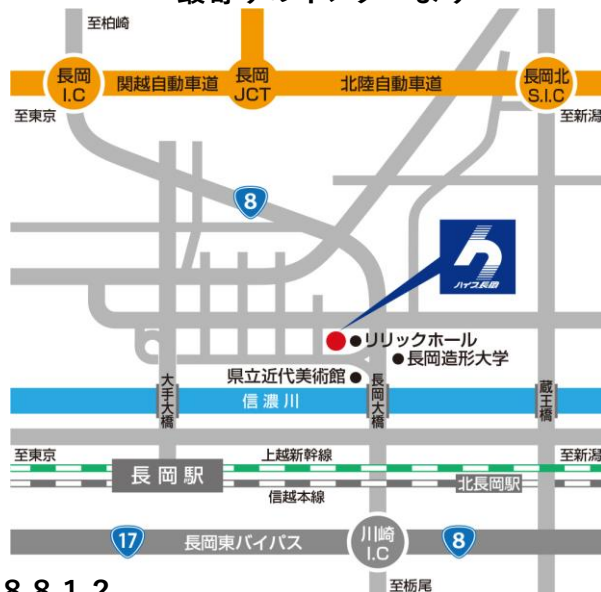 至柏崎
長岡
I.C
関越自動車道
長岡
JCT
北陸自動車道
長岡北
S.I.C
至東京
至新潟
8
ハイブ長岡
リリックホール
長岡造形大学
県立近代美術館
大手大橋
信濃川
長岡大橋
蔵王橋
至東京
上越新幹線
至新潟
長岡駅
信越本線
北長岡駅
17
長岡東バイパス
川崎
I.C
8
至栃尾
8812